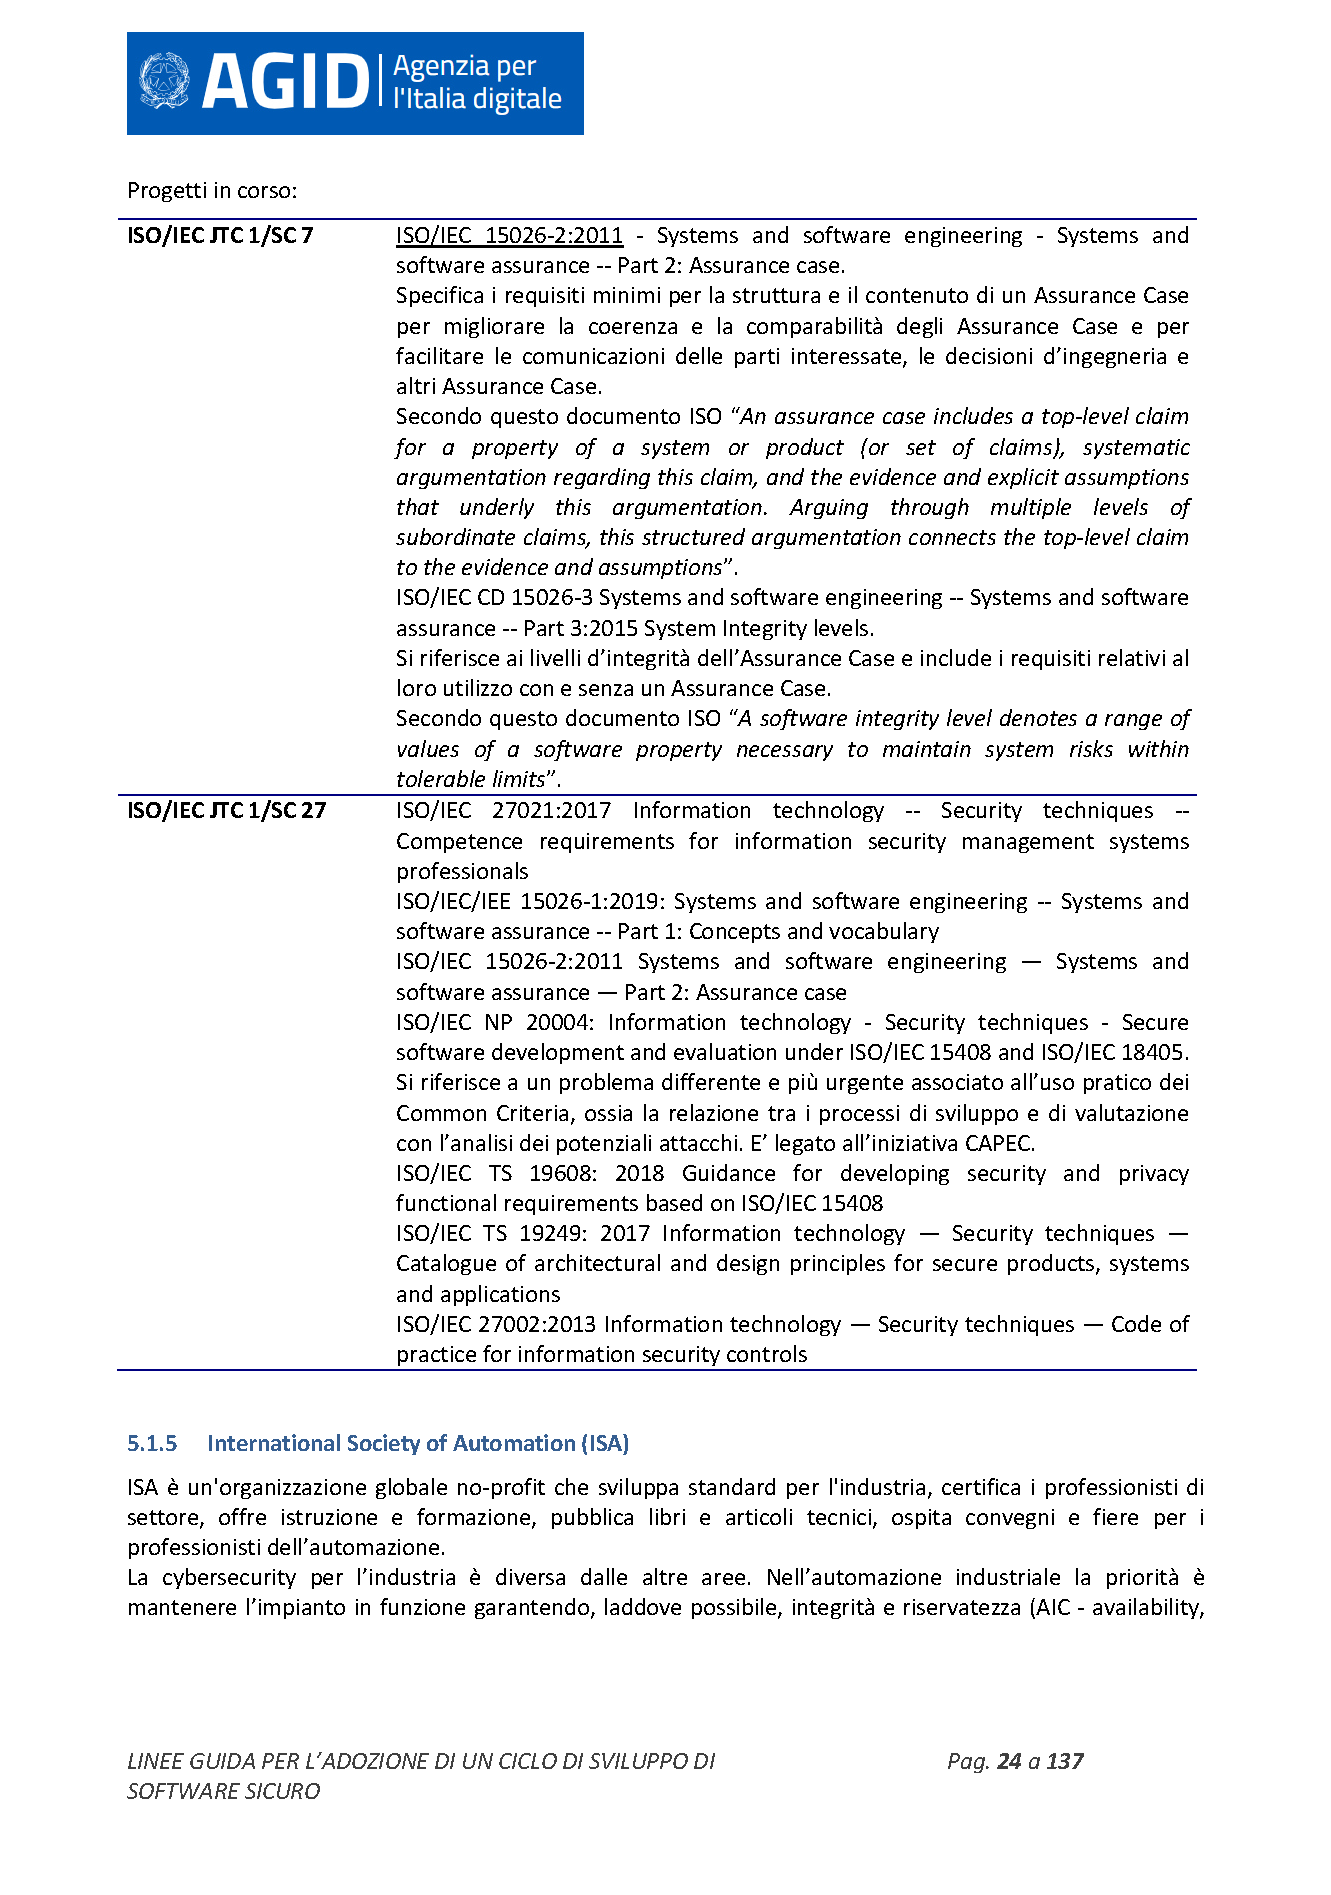 AGID Agenzia per
l'Italia digitale
Progetti in corso:
ISO/IEC JTC 1/SC 7
ISO/IEC 15026-2:2011 - Systems and software engineering - Systems and
software assurance -- Part 2: Assurance case.
Specifica i requisiti minimi per la struttura e il contenuto di un Assurance Case
per migliorare la coerenza e la comparabilità degli Assurance Case e per
facilitare le comunicazioni delle parti interessate, le decisioni d’ingegneria e
altri Assurance Case.
Secondo questo documento ISO “An assurance case includes a top-level claim
for a property of a system or product (or set of claims), systematic
argumentation regarding this claim, and the evidence and explicit assumptions
that underly this argumentation. Arguing through multiple levels of
subordinate claims, this structured argumentation connects the top-level claim
to the evidence and assumptions”.
ISO/IEC CD 15026-3 Systems and software engineering -- Systems and software
assurance -- Part 3:2015 System Integrity levels.
Si riferisce ai livelli d’integrità dell’Assurance Case e include i requisiti relativi al
loro utilizzo con e senza un Assurance Case.
Secondo questo documento ISO “A software integrity level denotes a range of
values of a software property necessary to maintain system risks within
tolerable limits”.
ISO/IEC JTC 1/SC 27
ISO/IEC 27021:2017 Information technology -- Security techniques --
Competence requirements for information security management systems
professionals
ISO/IEC/IEE 15026-1:2019: Systems and software engineering -- Systems and
software assurance -- Part 1: Concepts and vocabulary
ISO/IEC 15026-2:2011 Systems and software engineering — Systems and
software assurance — Part 2: Assurance case
ISO/IEC NP 20004: Information technology - Security techniques - Secure
software development and evaluation under ISO/IEC 15408 and ISO/IEC 18405.
Si riferisce a un problema differente e più urgente associato all’uso pratico dei
Common Criteria, ossia la relazione tra i processi di sviluppo e di valutazione
con l’analisi dei potenziali attacchi. E’ legato all’iniziativa CAPEC.
ISO/IEC TS 19608: 2018 Guidance for developing security and privacy
functional requirements based on ISO/IEC 15408
ISO/IEC TS 19249: 2017 Information technology — Security techniques —
Catalogue of architectural and design principles for secure products, systems
and applications
ISO/IEC 27002:2013 Information technology — Security techniques — Code of
practice for information security controls
5.1.5 International Society of Automation (ISA)
ISA è un'organizzazione globale no-profit che sviluppa standard per l'industria, certifica i professionisti di
settore, offre istruzione e formazione, pubblica libri e articoli tecnici, ospita convegni e fiere per i
professionisti dell’automazione.
La cybersecurity per l’industria è diversa dalle altre aree. Nell’automazione industriale la priorità è
mantenere l’impianto in funzione garantendo, laddove possibile, integrità e riservatezza (AIC - availability,
LINEE GUIDA PER L’ADOZIONE DI UN CICLO DI SVILUPPO DI
SOFTWARE SICURO
Pag. 24 a 137